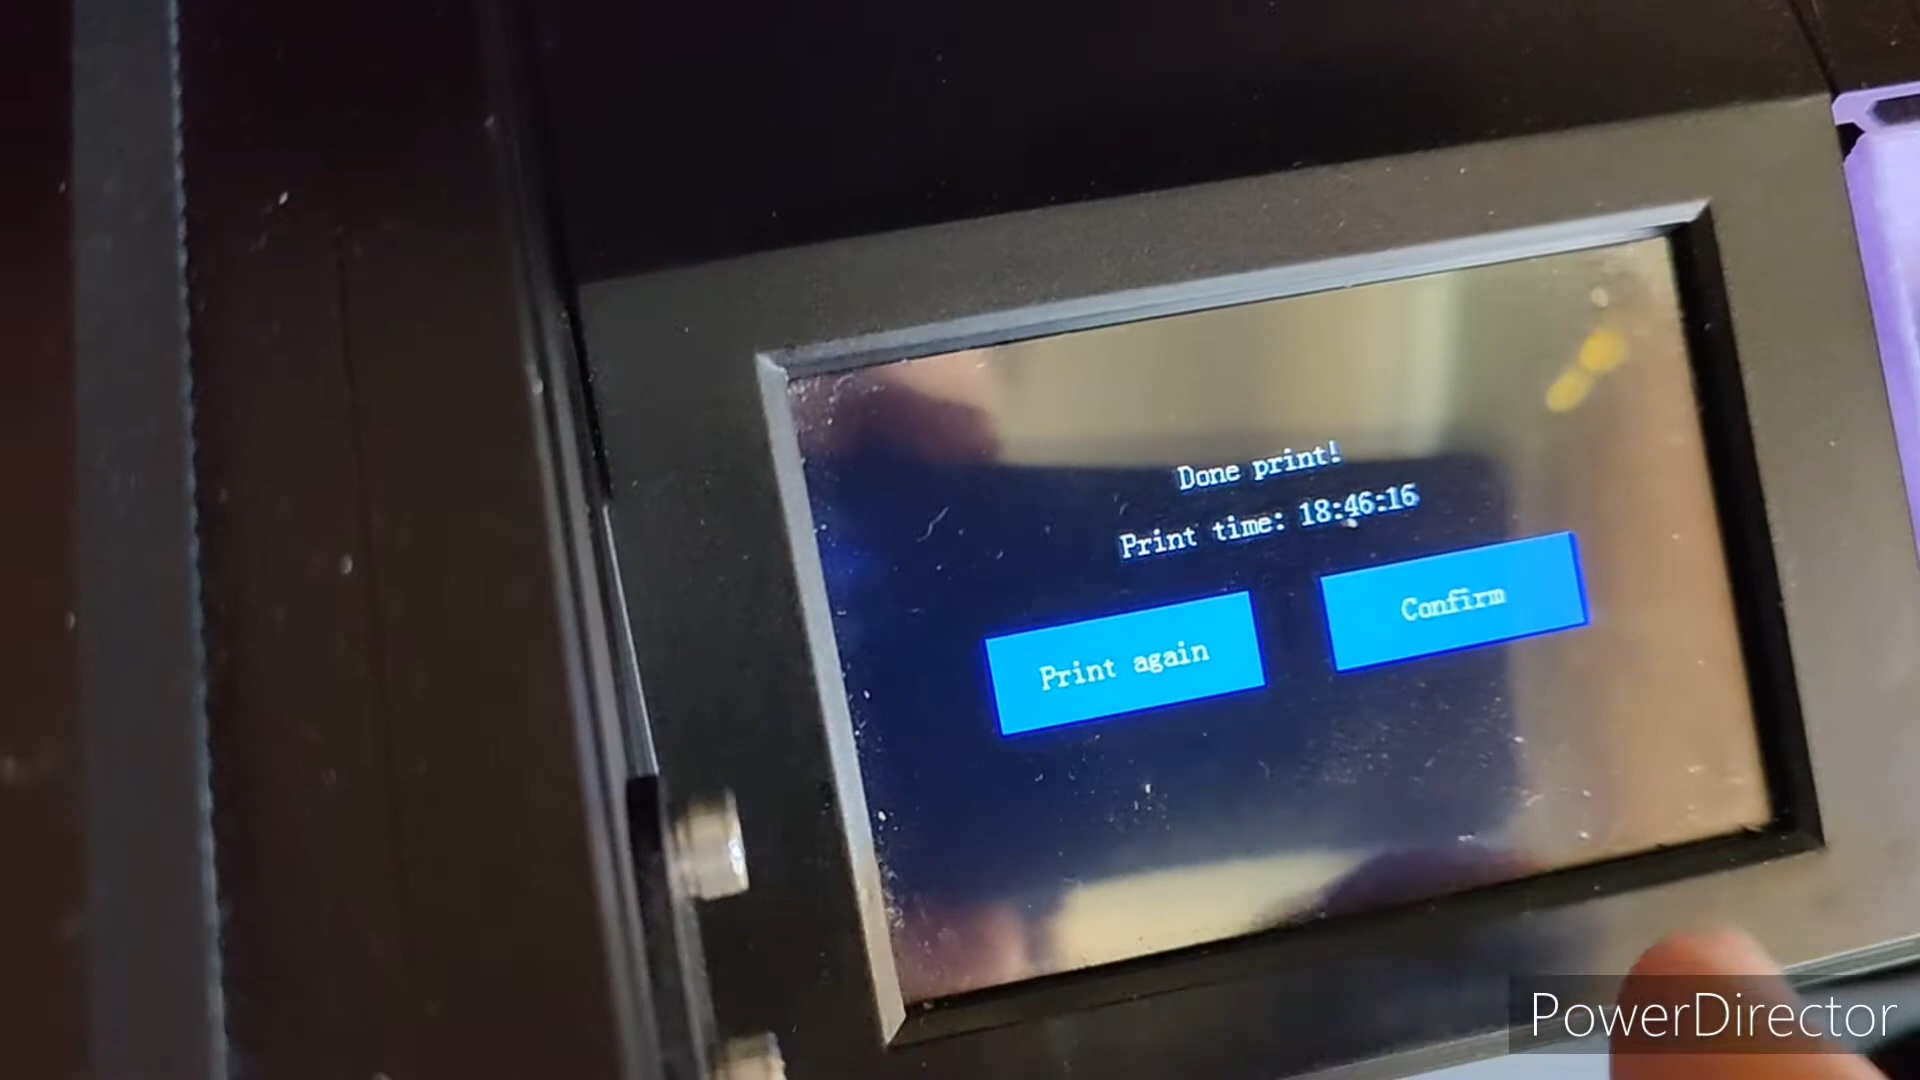 Done print!
Print time: 18:46:16
Print again
Confirm
PowerDirector